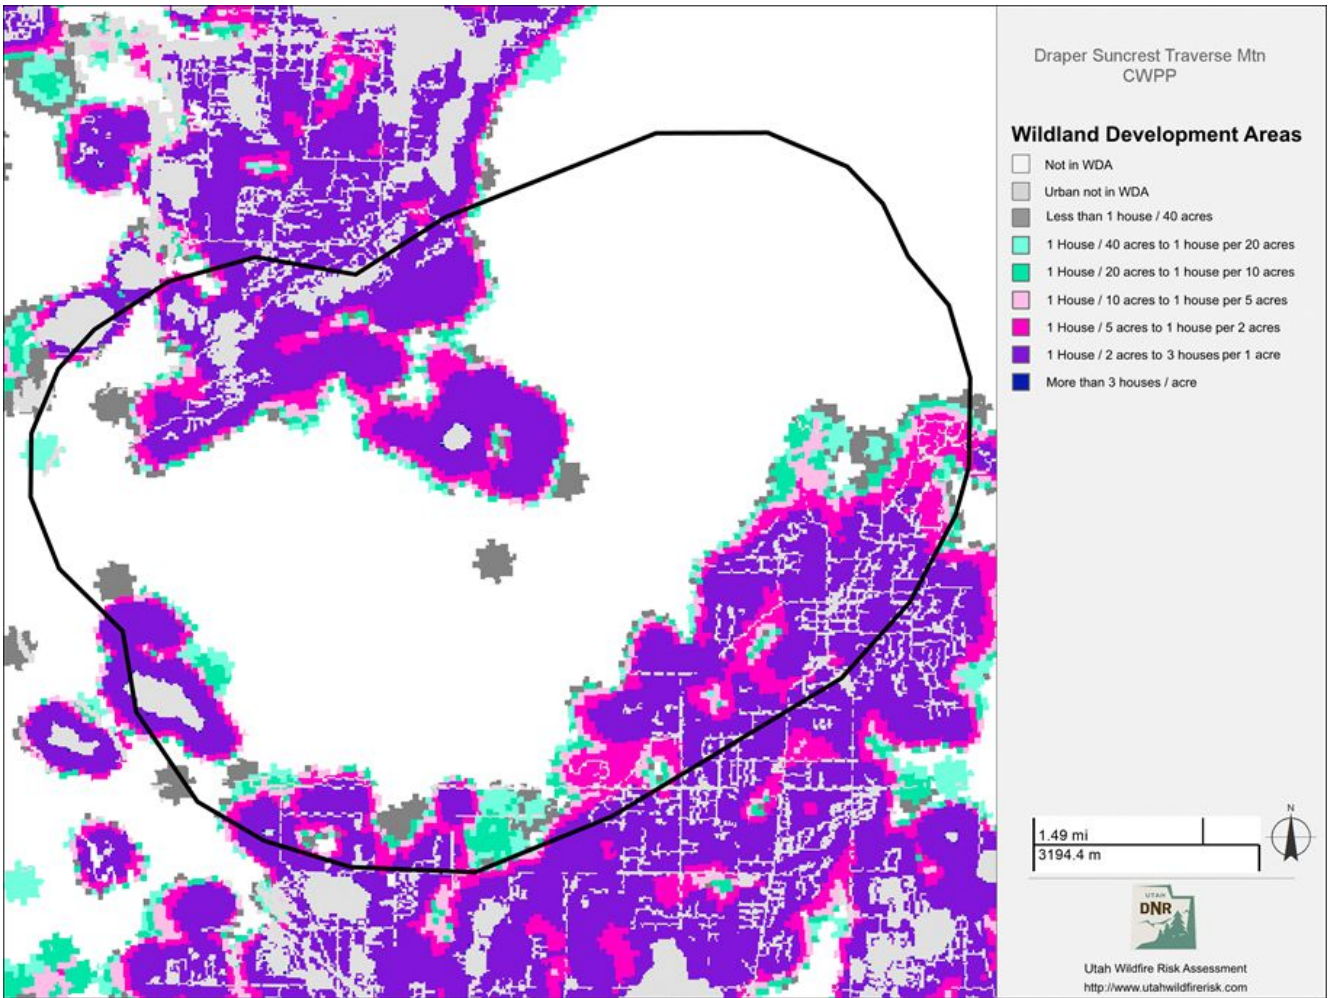 Draper Suncrest Traverse Mtn
CWPP
Wildland Development Areas
Not in WDA
Urban not in WDA
Less than 1 house / 40 acres
1 House / 40 acres to 1 house per 20 acres
1 House / 20 acres to 1 house per 10 acres
1 House / 10 acres to 1 house per 5 acres
1 House / 5 acres to 1 house per 2 acres
1 House / 2 acres to 3 houses per 1 acre
More than 3 houses / acre
N
1.49 mi
3194.4 m
UTAH
DNR
Utah Wildfire Risk Assessment
http://www.utahwildfirerisk.com